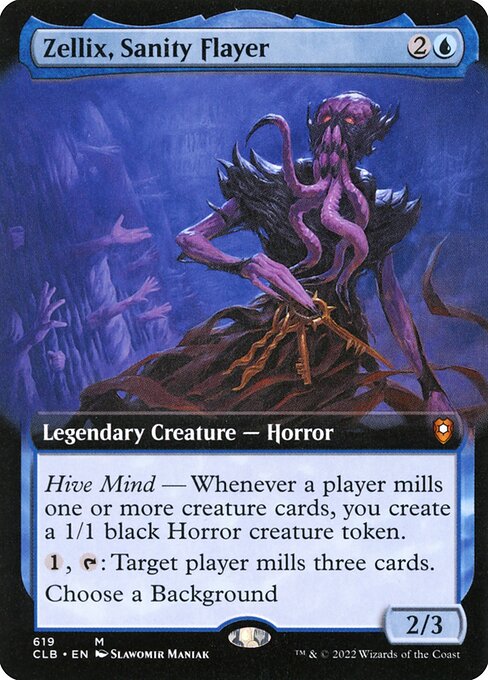 Zellix, Sanity Flayer 2
Legendary Creature — Horror
Hive Mind — Whenever a player mills
one or more creature cards, you create
a 1/1 black Horror creature token.
1, : Target player mills three cards.
Choose a Background
2/3
619 M
CLB • EN Slawomir Maniak ™ & © 2022 Wizards of the Coast